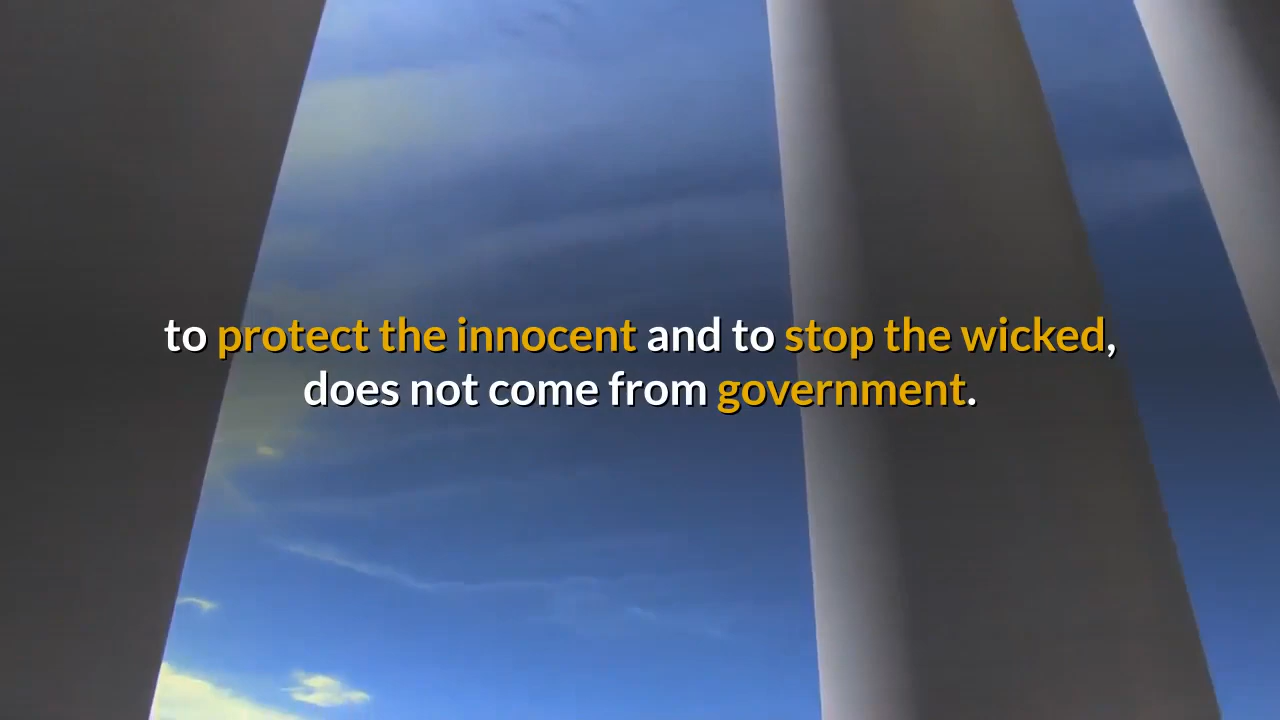 to protect the innocent and to stop the wicked,
does not come from government.